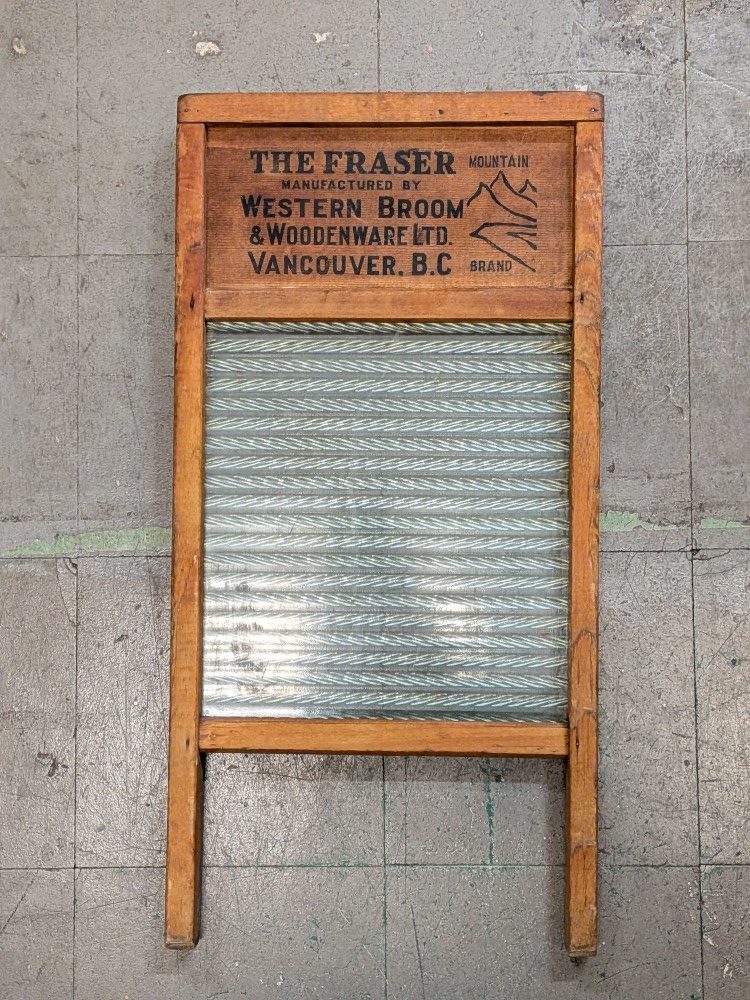 THE FRASER
MANUFACTURED BY
WESTERN BROOM
& WOODENWARE LTD.
VANCOUVER. B.C
MOUNTAIN
BRAND